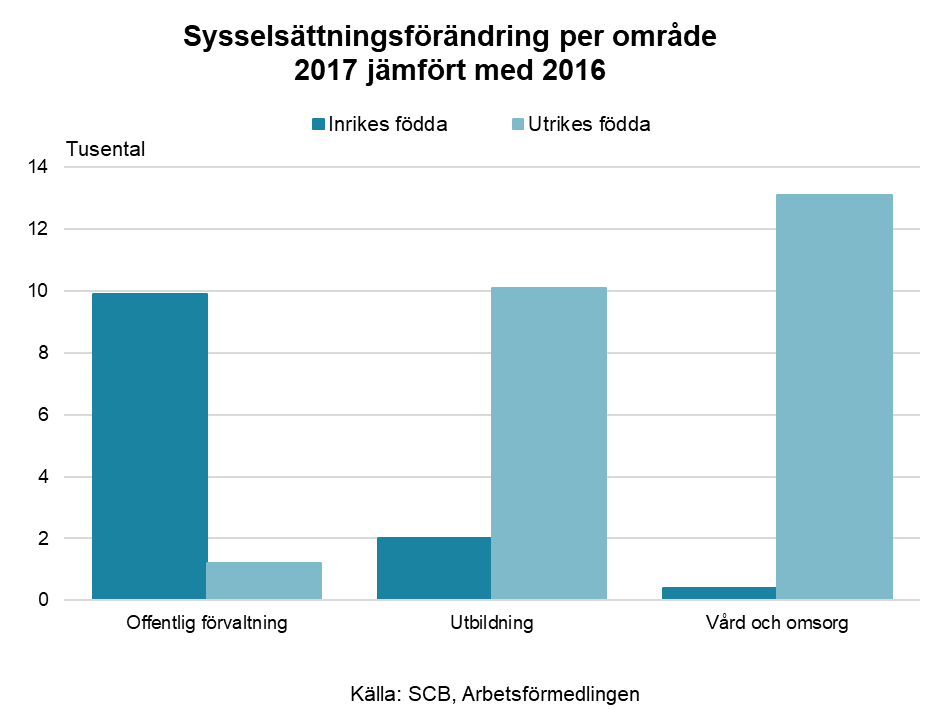 Sysselsättningsförändring per område
2017 jämfört med 2016
Inrikes födda
Utrikes födda
Tusental
14
12
10
8
6
4
2
0
Offentlig förvaltning
Utbildning
Vård och omsorg
Källa: SCB, Arbetsförmedlingen